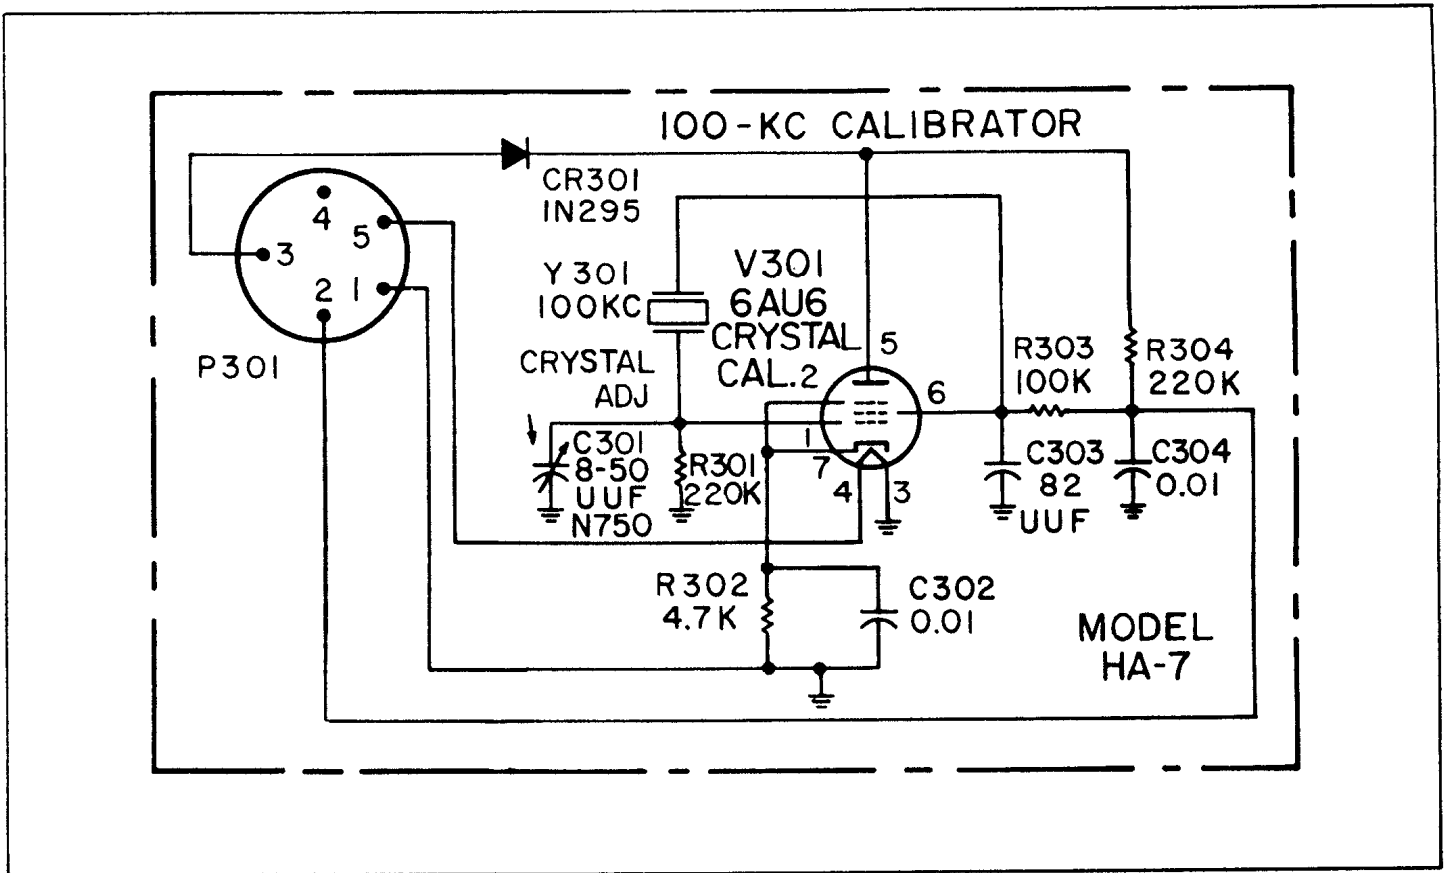 100-KC CALIBRATOR
CR301
1N295
4
5
3
2 1
P301
Y301
100KC
V301
6AU6
CRYSTAL
CAL.
2
5
6
1
7
4
3
CRYSTAL
ADJ
C301
8-50
UUF
N750
R301
220K
R303
100K
R304
220K
C303
82
UUF
C304
0.01
R302
4.7K
C302
0.01
MODEL
HA-7